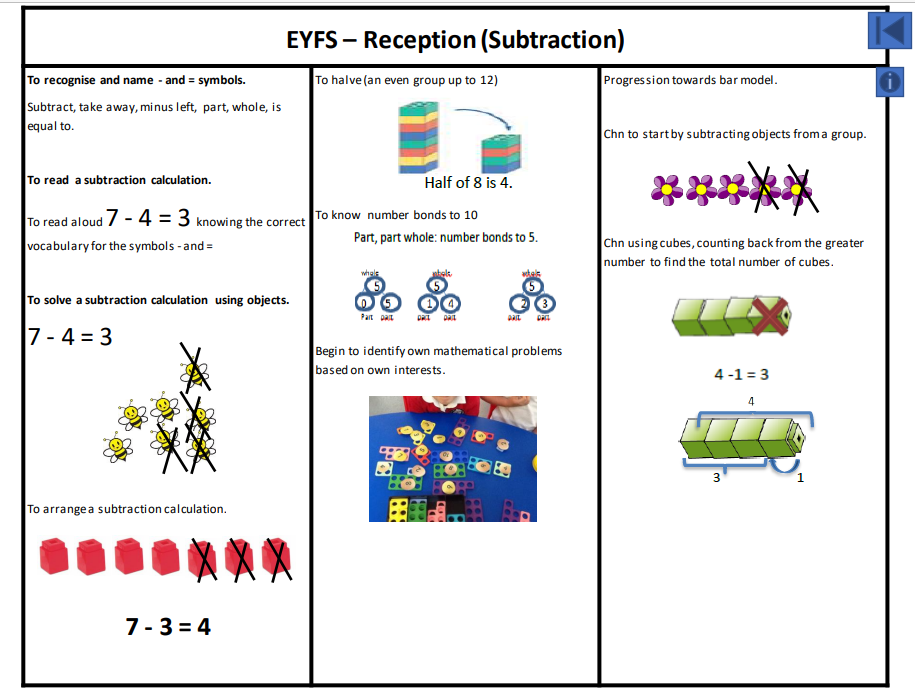 EYFS – Reception (Subtraction)
To recognise and name - and = symbols.
Subtract, take away, minus left, part, whole, is
equal to.
To read a subtraction calculation.
To read aloud 7 - 4 = 3 knowing the correct
vocabulary for the symbols - and =
To solve a subtraction calculation using objects.
7 - 4 = 3
To arrange a subtraction calculation.
7 - 3 = 4
To halve (an even group up to 12)
Half of 8 is 4.
To know number bonds to 10
Part, part whole: number bonds to 5.
whole whole whole
5 5 5
0 5 1 4 2 3
Part part part part part part
Begin to identify own mathematical problems
based on own interests.
Progression towards bar model.
Chn to start by subtracting objects from a group.
Chn using cubes, counting back from the greater
number to find the total number of cubes.
4 -1 = 3
4
3 1